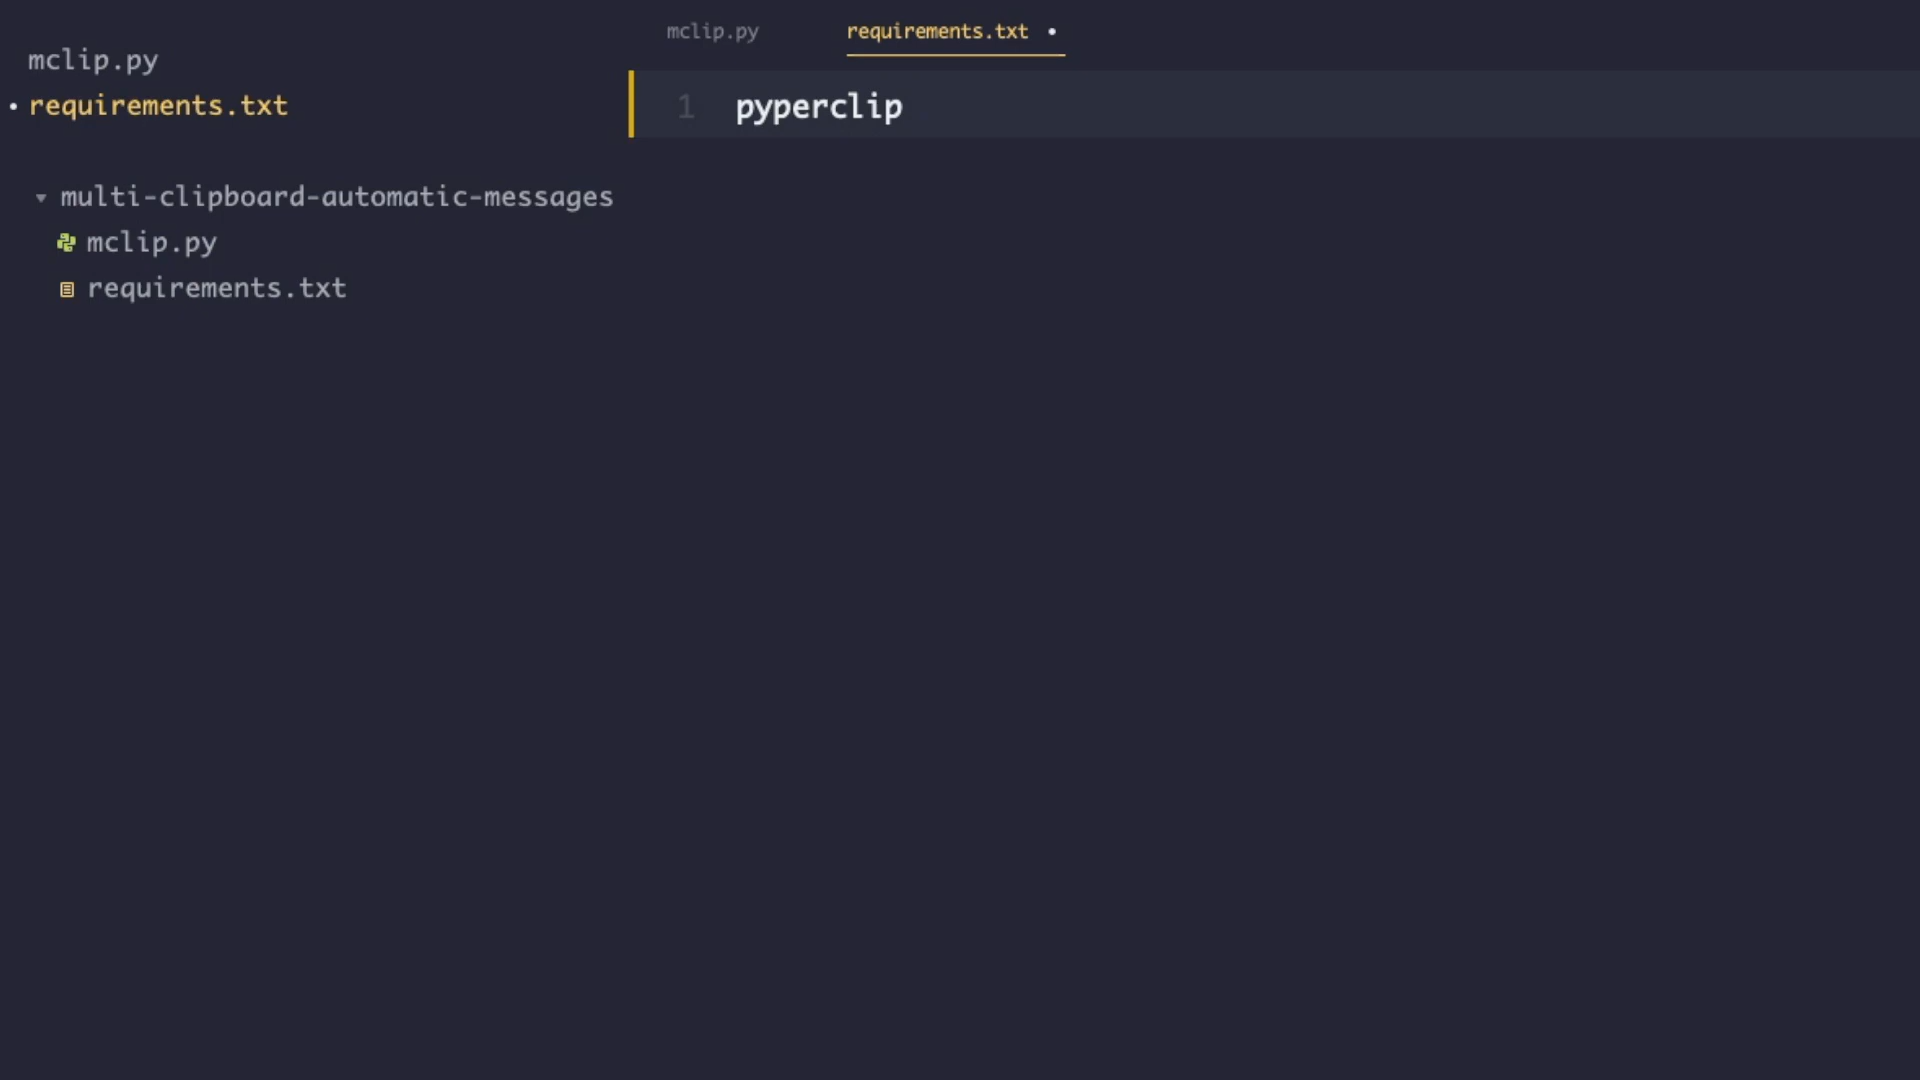 mclip.py
requirements.txt
multi-clipboard-automatic-messages
mclip.py
requirements.txt
mclip.py requirements.txt •
1 pyperclip